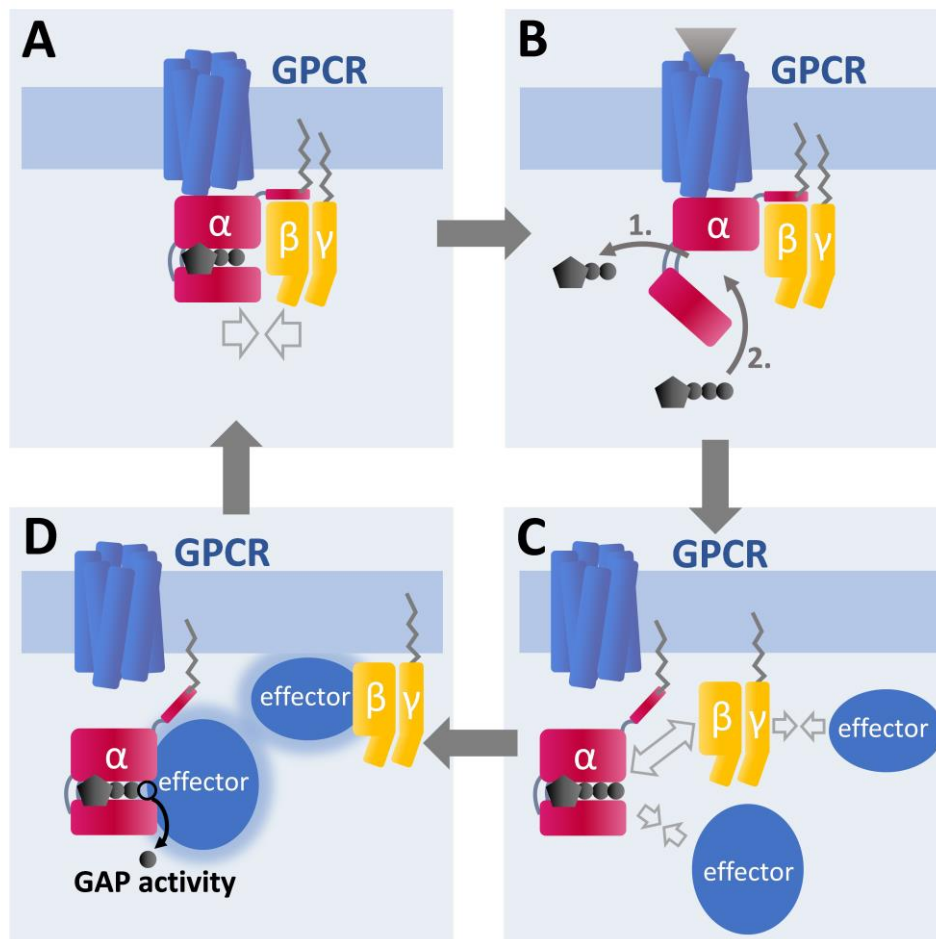 A
GPCR
α
β
γ
B
GPCR
α
β
γ
1.
2.
D
GPCR
effector
β
γ
α
effector
GAP activity
C
GPCR
α
β
γ
effector
effector